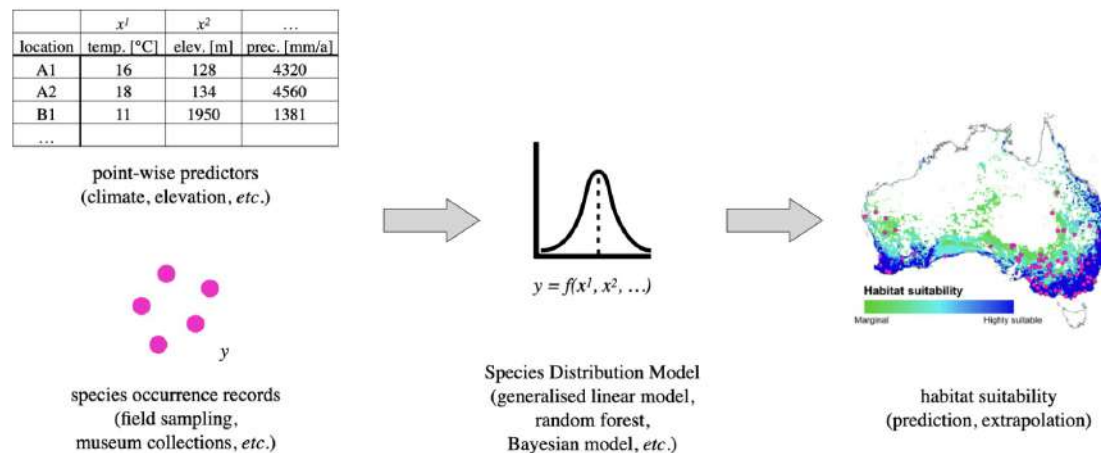 x¹ x² …
location temp. [°C] elev. [m] prec. [mm/a]
A1 16 128 4320
A2 18 134 4560
B1 11 1950 1381
…
point-wise predictors
(climate, elevation, etc.)
y
species occurrence records
(field sampling,
museum collections, etc.)
y = f(x¹, x², …)
Species Distribution Model
(generalised linear model,
random forest,
Bayesian model, etc.)
Habitat suitability
Marginal Highly suitable
habitat suitability
(prediction, extrapolation)